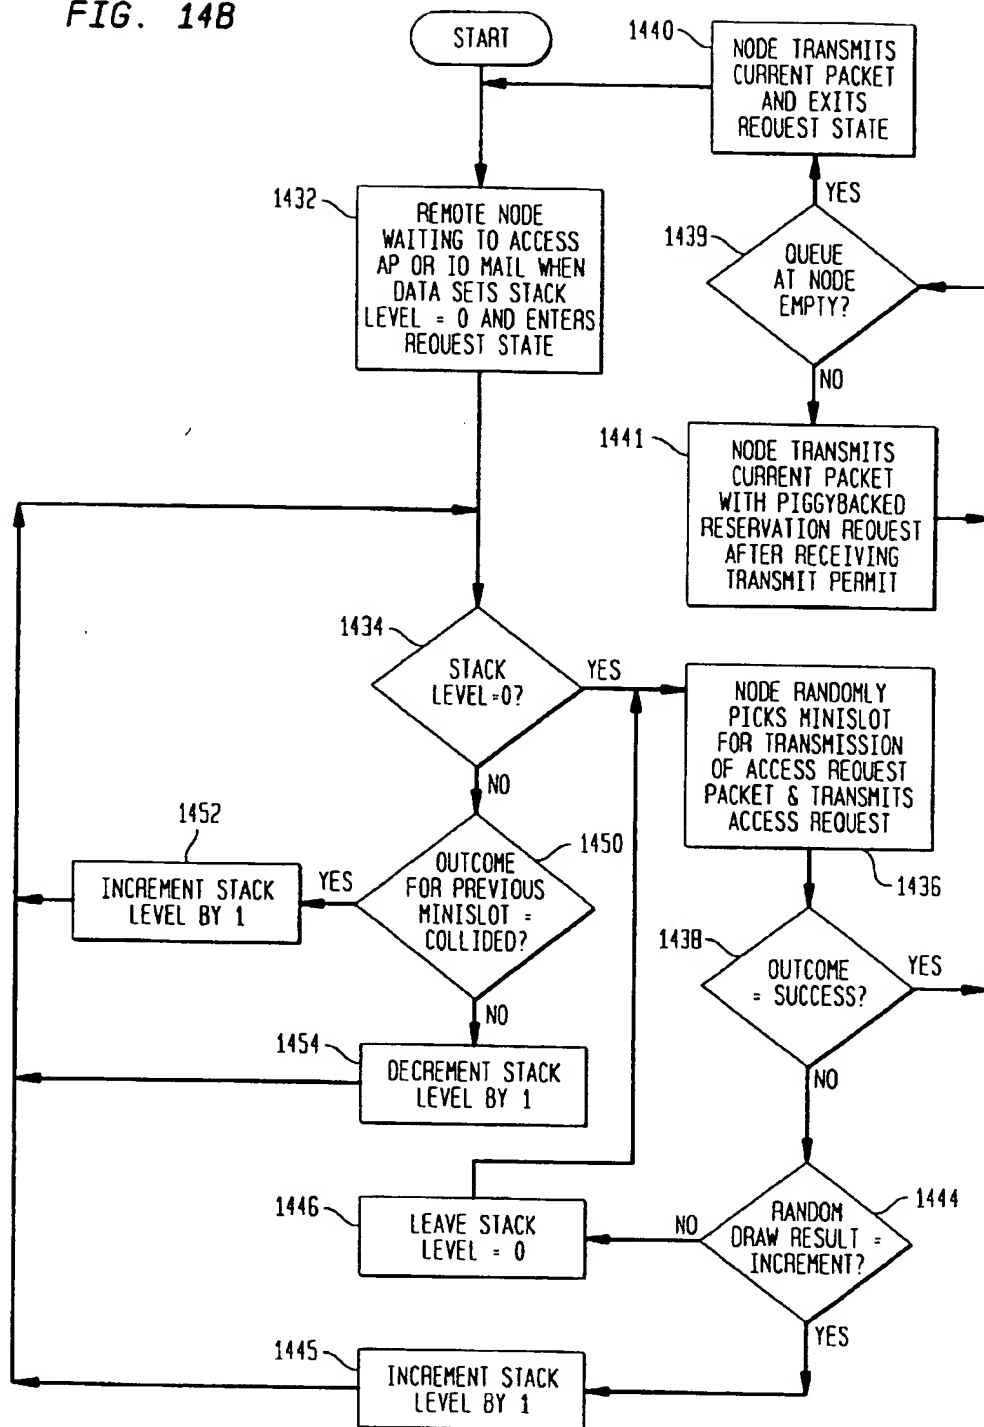 FIG. 14B
START
1440
NODE TRANSMITS
CURRENT PACKET
AND EXITS
REQUEST STATE
YES
1432
REMOTE NODE
WAITING TO ACCESS
AP OR IO MAIL WHEN
DATA SETS STACK
LEVEL = 0 AND ENTERS
REQUEST STATE
1439
QUEUE
AT NODE
EMPTY?
NO
1441
NODE TRANSMITS
CURRENT PACKET
WITH PIGGYBACKED
RESERVATION REQUEST
AFTER RECEIVING
TRANSMIT PERMIT
1434
STACK
LEVEL=0?
YES
NO
NODE RANDOMLY
PICKS MINISLOT
FOR TRANSMISSION
OF ACCESS REQUEST
PACKET & TRANSMITS
ACCESS REQUEST
1436
1452
INCREMENT STACK
LEVEL BY 1
YES
1450
OUTCOME
FOR PREVIOUS
MINISLOT =
COLLIDED?
NO
1438
OUTCOME
= SUCCESS?
YES
NO
1454
DECREMENT STACK
LEVEL BY 1
1446
LEAVE STACK
LEVEL = 0
NO
1444
RANDOM
DRAW RESULT =
INCREMENT?
YES
1445
INCREMENT STACK
LEVEL BY 1